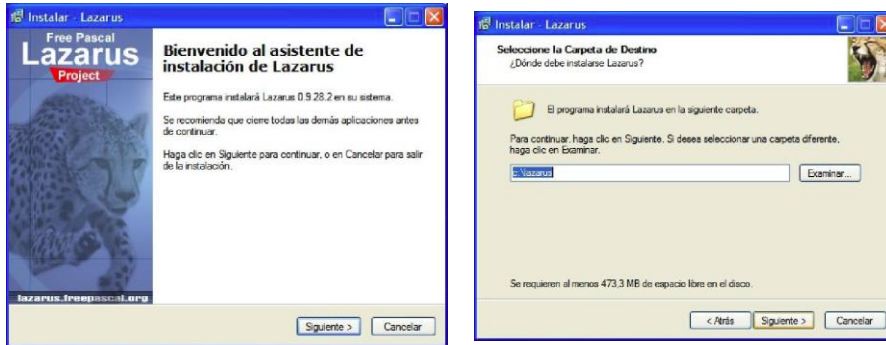 Instalar - Lazarus
Free Pascal
Lazarus
Project
Bienvenido al asistente de
instalación de Lazarus
Este programa instalará Lazarus 0.9.28.2 en su sistema.
Se recomienda que cierre todas las demás aplicaciones antes
de continuar.
Haga clic en Siguiente para continuar, o en Cancelar para salir
de la instalación.
lazarus.freepascal.org
Siguiente >
Cancelar
Instalar - Lazarus
Seleccione la Carpeta de Destino
¿Dónde debe instalarse Lazarus?
El programa instalará Lazarus en la siguiente carpeta.
Para continuar, haga clic en Siguiente. Si desea seleccionar una carpeta diferente,
haga clic en Examinar.
c:\lazarus
Examinar...
Se requieren al menos 473,3 MB de espacio libre en el disco.
< Atrás
Siguiente >
Cancelar